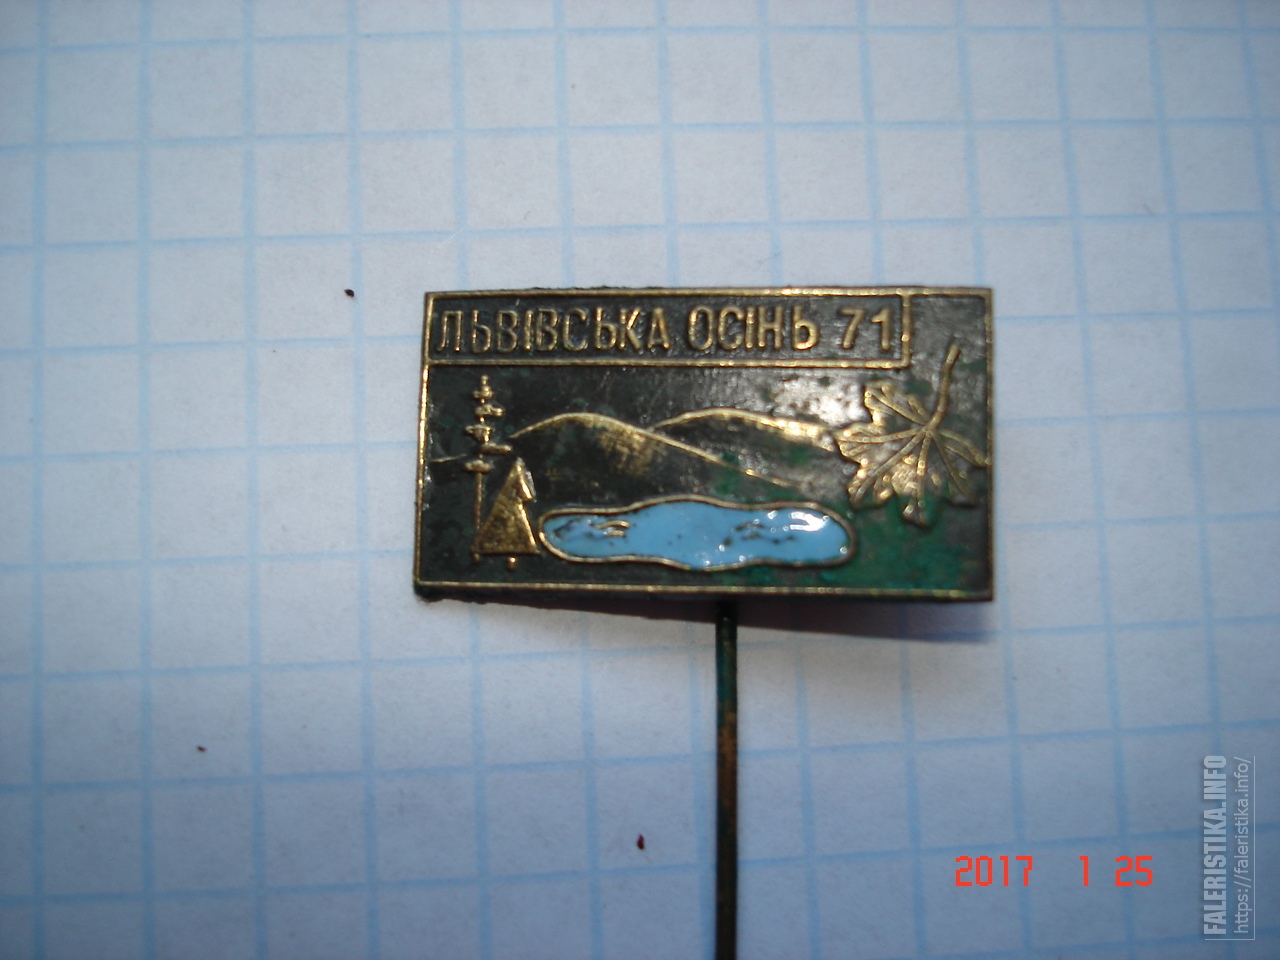 ЛЬВІВСЬКА ОСІНЬ 71
2017 1 25
FALERISTIKA.INFO
https://faleristika.info/